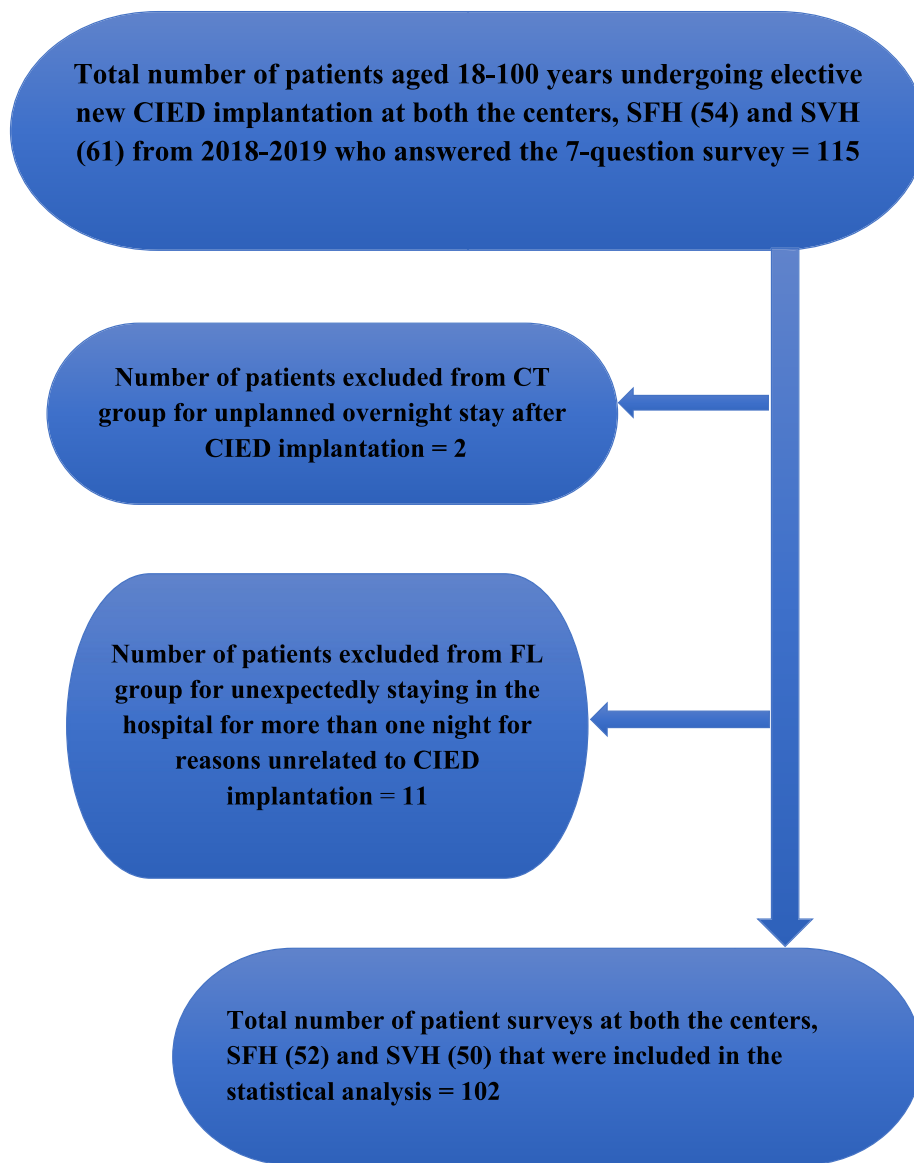 Total number of patients aged 18-100 years undergoing elective
new CIED implantation at both the centers, SFH (54) and SVH
(61) from 2018-2019 who answered the 7-question survey = 115
Number of patients excluded from CT
group for unplanned overnight stay after
CIED implantation = 2
Number of patients excluded from FL
group for unexpectedly staying in the
hospital for more than one night for
reasons unrelated to CIED
implantation = 11
Total number of patient surveys at both the centers,
SFH (52) and SVH (50) that were included in the
statistical analysis = 102